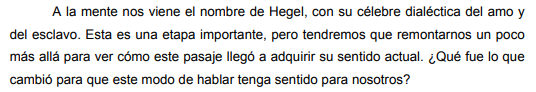 A la mente nos viene el nombre de Hegel, con su célebre dialéctica del amo y
del esclavo. Esta es una etapa importante, pero tendremos que remontarnos un poco
más allá para ver cómo este pasaje llegó a adquirir su sentido actual. ¿Qué fue lo que
cambió para que este modo de hablar tenga sentido para nosotros?